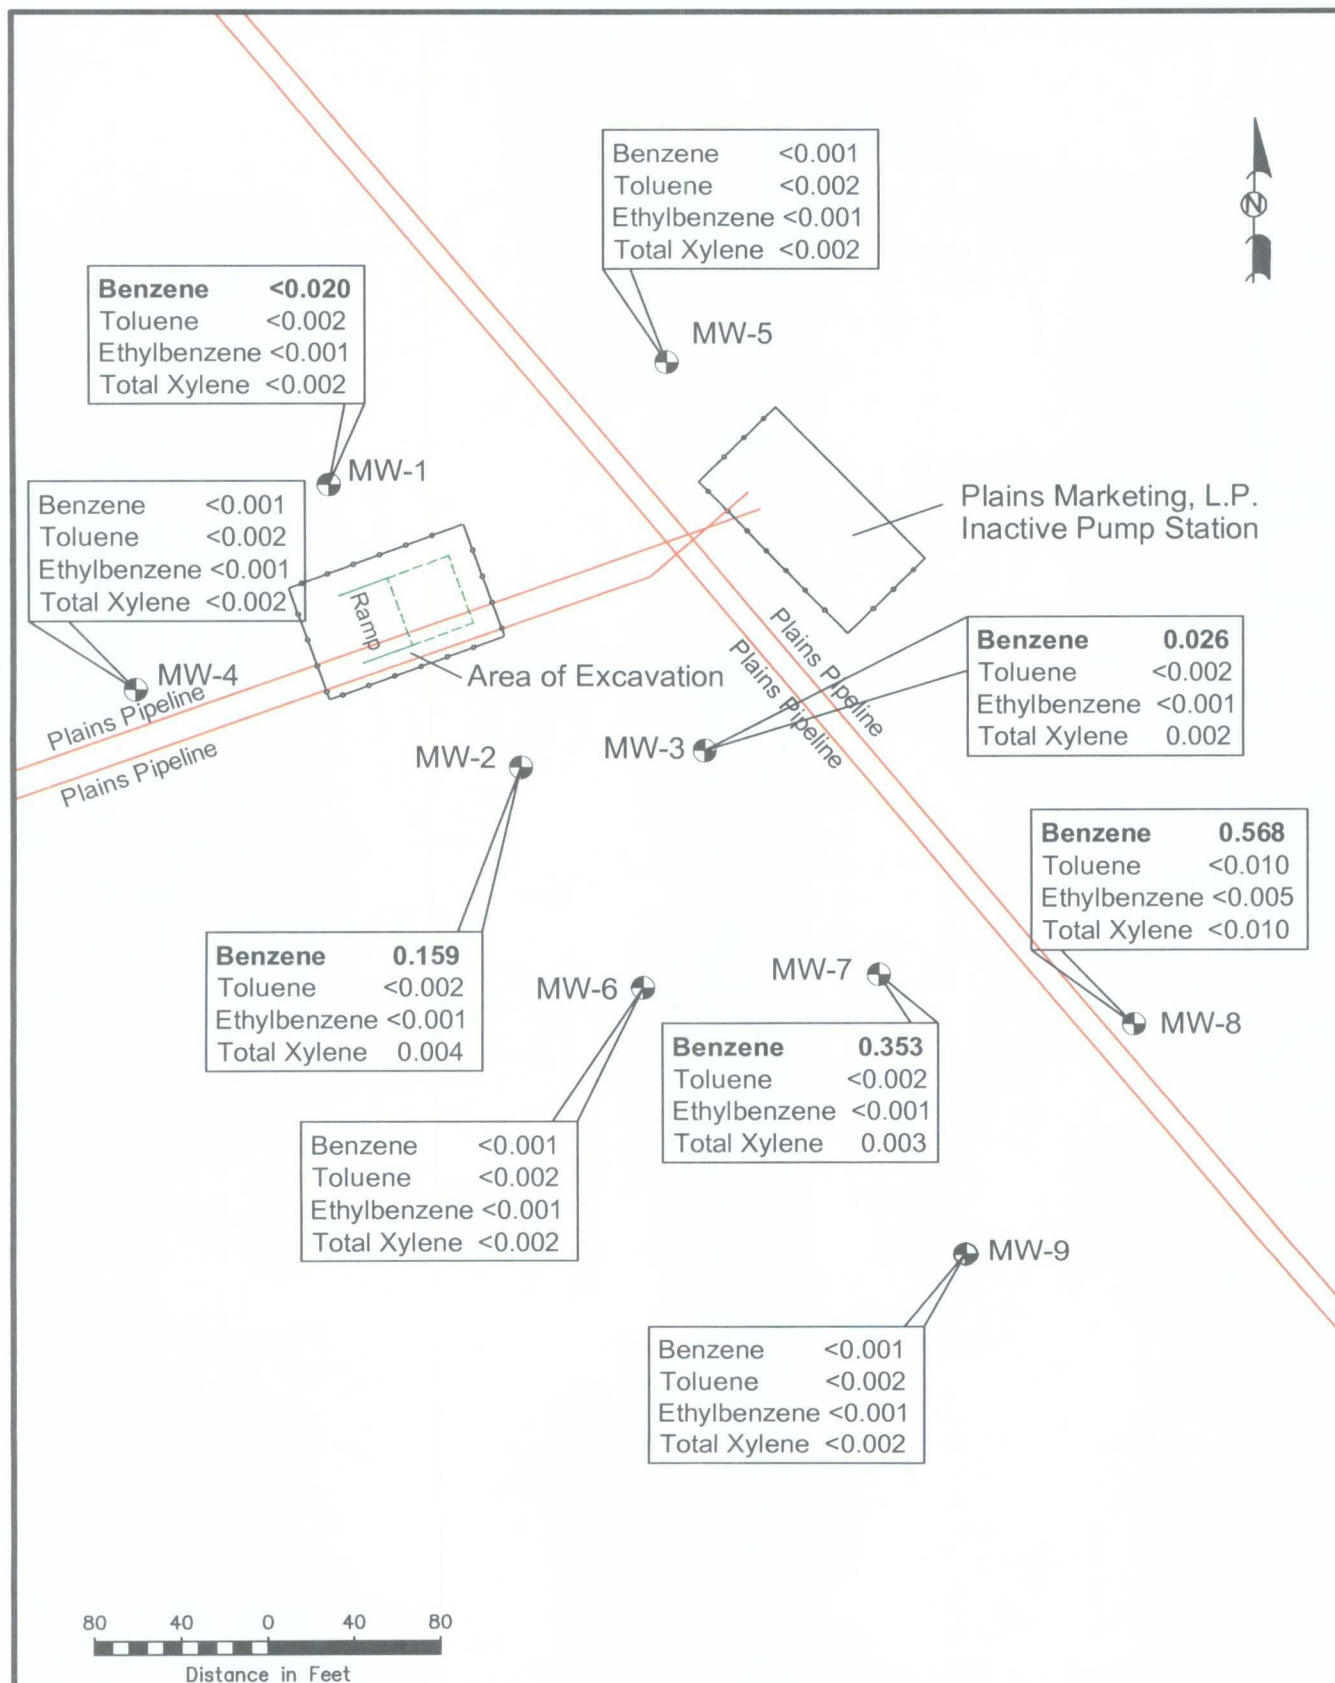 Benzene <0.001
Toluene <0.002
Ethylbenzene <0.001
Total Xylene <0.002
N
MW-5
Benzene <0.020
Toluene <0.002
Ethylbenzene <0.001
Total Xylene <0.002
MW-1
Benzene <0.001
Toluene <0.002
Ethylbenzene <0.001
Total Xylene <0.002
MW-4
Plains Marketing, L.P.
Inactive Pump Station
Ramp
Area of Excavation
Plains Pipeline
Plains Pipeline
Plains Pipeline
Plains Pipeline
Benzene 0.026
Toluene <0.002
Ethylbenzene <0.001
Total Xylene 0.002
MW-2
MW-3
Benzene 0.568
Toluene <0.010
Ethylbenzene <0.005
Total Xylene <0.010
Benzene 0.159
Toluene <0.002
Ethylbenzene <0.001
Total Xylene 0.004
MW-6
MW-7
MW-8
Benzene 0.353
Toluene <0.002
Ethylbenzene <0.001
Total Xylene 0.003
Benzene <0.001
Toluene <0.002
Ethylbenzene <0.001
Total Xylene <0.002
MW-9
Benzene <0.001
Toluene <0.002
Ethylbenzene <0.001
Total Xylene <0.002
80 40 0 40 80
Distance in Feet